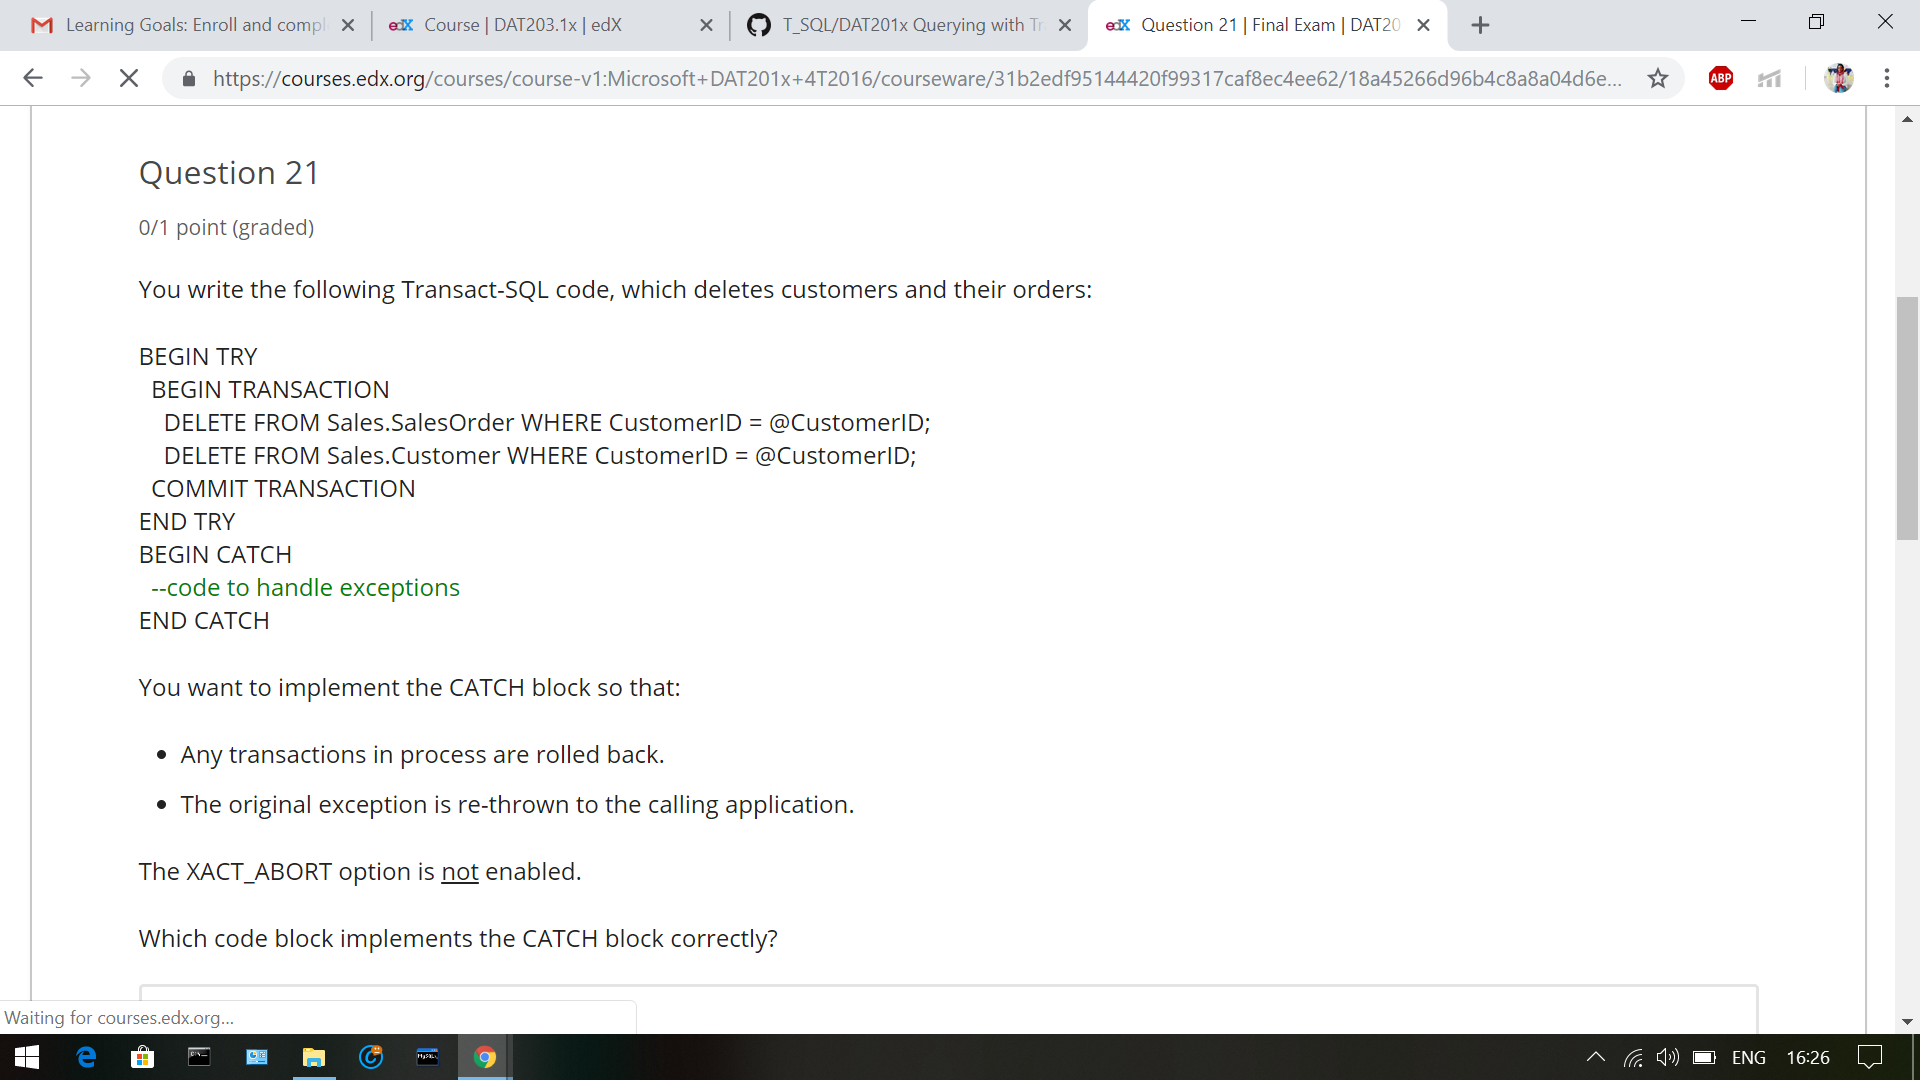 Learning Goals: Enroll and compl
Course | DAT203.1x | edX
T_SQL/DAT201x Querying with Tr
Question 21 | Final Exam | DAT20
https://courses.edx.org/courses/course-v1:Microsoft+DAT201x+4T2016/courseware/31b2edf95144420f99317caf8ec4ee62/18a45266d96b4c8a8a04d6e...
ABP
Question 21
0/1 point (graded)
You write the following Transact-SQL code, which deletes customers and their orders:
BEGIN TRY
BEGIN TRANSACTION
DELETE FROM Sales.SalesOrder WHERE CustomerID = @CustomerID;
DELETE FROM Sales.Customer WHERE CustomerID = @CustomerID;
COMMIT TRANSACTION
END TRY
BEGIN CATCH
--code to handle exceptions
END CATCH
You want to implement the CATCH block so that:
• Any transactions in process are rolled back.
• The original exception is re-thrown to the calling application.
The XACT_ABORT option is not enabled.
Which code block implements the CATCH block correctly?
Waiting for courses.edx.org...
ENG
16:26